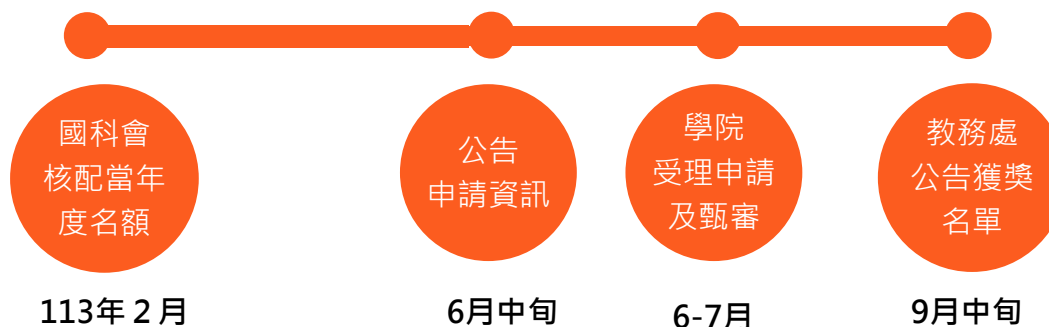 國科會
核配當年
度名額
公告
申請資訊
學院
受理申請
及甄審
教務處
公告獲獎
名單
113年 2 月
6月中旬
6-7月
9月中旬